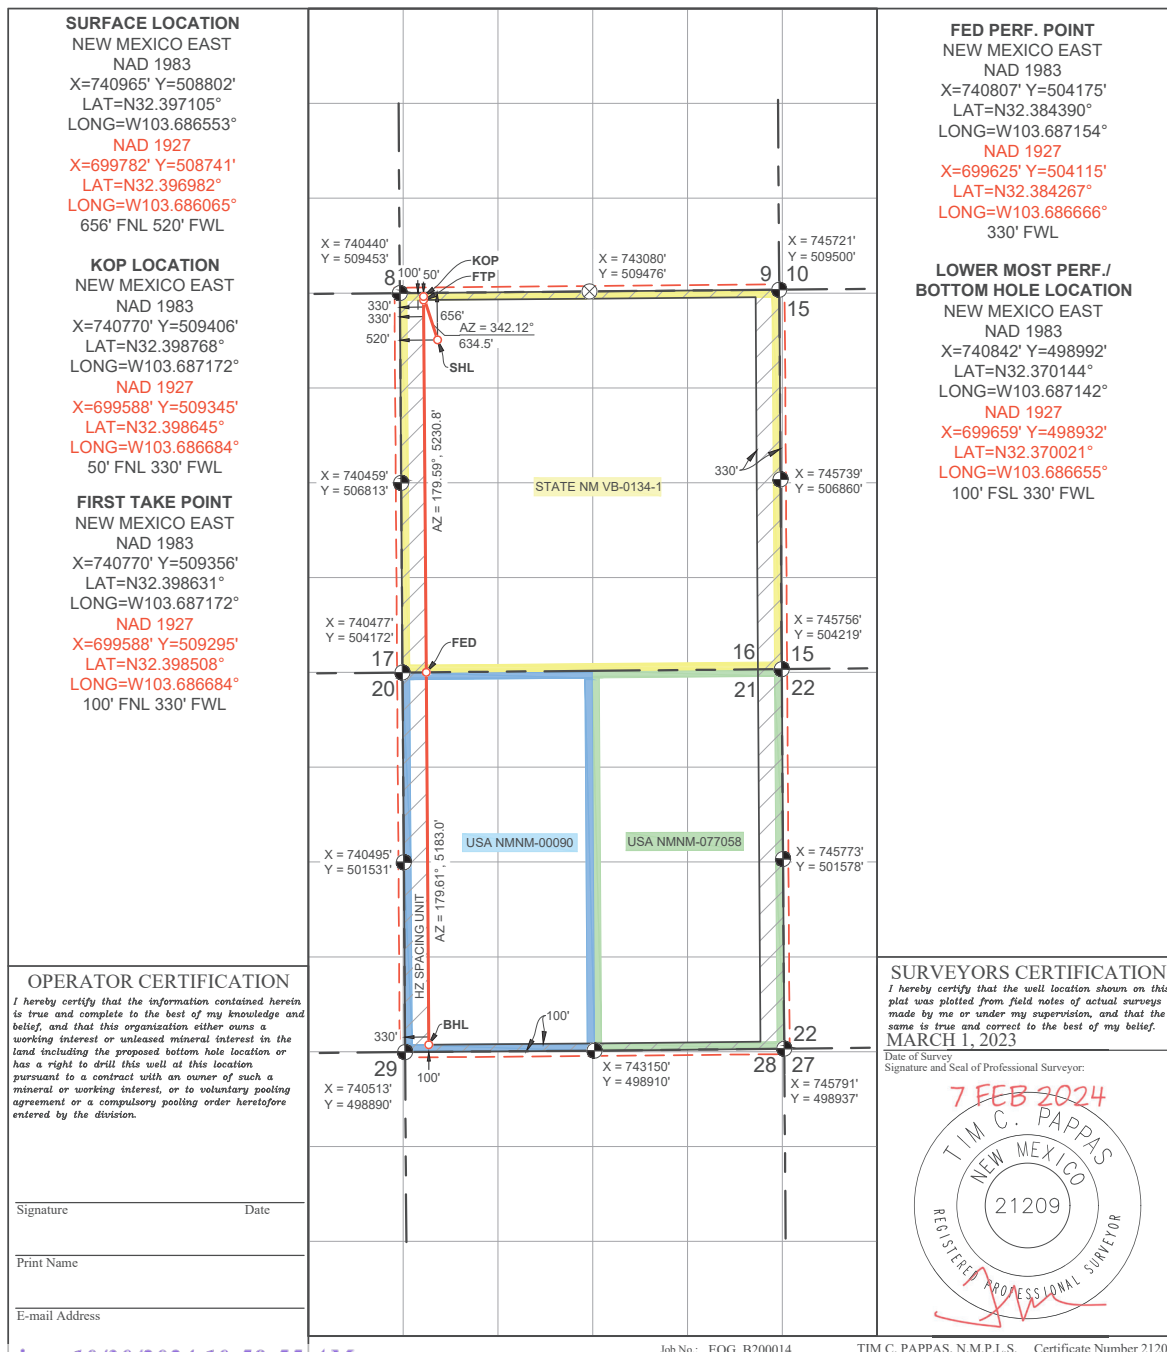 SURFACE LOCATION
NEW MEXICO EAST
NAD 1983
X=740965' Y=508802'
LAT=N32.397105°
LONG=W103.686553°
NAD 1927
X=699782' Y=508741'
LAT=N32.396982°
LONG=W103.686065°
656' FNL 520' FWL
KOP LOCATION
NEW MEXICO EAST
NAD 1983
X=740770' Y=509406'
LAT=N32.398768°
LONG=W103.687172°
NAD 1927
X=699588' Y=509345'
LAT=N32.398645°
LONG=W103.686684°
50' FNL 330' FWL
FIRST TAKE POINT
NEW MEXICO EAST
NAD 1983
X=740770' Y=509356'
LAT=N32.398631°
LONG=W103.687172°
NAD 1927
X=699588' Y=509295'
LAT=N32.398508°
LONG=W103.686684°
100' FNL 330' FWL
OPERATOR CERTIFICATION
I hereby certify that the information contained herein
is true and complete to the best of my knowledge and
belief, and that this organization either owns a
working interest or unleased mineral interest in the
land including the proposed bottom hole location or
has a right to drill this well at this location
pursuant to a contract with an owner of such a
mineral or working interest, or to voluntary pooling
agreement or a compulsory pooling order heretofore
entered by the division.
Signature Date
Print Name
E-mail Address
X = 740440'
Y = 509453'
8
100' 50'
KOP
FTP
X = 743080'
Y = 509476'
9 10
X = 745721'
Y = 509500'
15
330'
330'
656'
AZ = 342.12°
634.5'
520'
SHL
AZ = 179.59°, 5230.8'
330'
X = 740459'
Y = 506813'
STATE NM VB-0134-1
X = 745739'
Y = 506860'
X = 740477'
Y = 504172'
FED
X = 745756'
Y = 504219'
17
16 15
20
21 22
USA NMNM-00090
USA NMNM-077058
X = 740495'
Y = 501531'
X = 745773'
Y = 501578'
AZ = 179.61°, 5183.0'
HZ SPACING UNIT
BHL
100'
330'
22
29
100'
28 27
X = 740513'
Y = 498890'
X = 743150'
Y = 498910'
X = 745791'
Y = 498937'
FED PERF. POINT
NEW MEXICO EAST
NAD 1983
X=740807' Y=504175'
LAT=N32.384390°
LONG=W103.687154°
NAD 1927
X=699625' Y=504115'
LAT=N32.384267°
LONG=W103.686666°
330' FWL
LOWER MOST PERF./
BOTTOM HOLE LOCATION
NEW MEXICO EAST
NAD 1983
X=740842' Y=498992'
LAT=N32.370144°
LONG=W103.687142°
NAD 1927
X=699659' Y=498932'
LAT=N32.370021°
LONG=W103.686655°
100' FSL 330' FWL
SURVEYORS CERTIFICATION
I hereby certify that the well location shown on this
plat was plotted from field notes of actual surveys
made by me or under my supervision, and that the
same is true and correct to the best of my belief.
MARCH 1, 2023
Date of Survey
Signature and Seal of Professional Surveyor:
7 FEB 2024
TIM C. PAPPAS
NEW MEXICO
21209
REGISTERED PROFESSIONAL SURVEYOR
Job No.: EOG_B200014
TIM C. PAPPAS, N.M.P.L.S. Certificate Number 2120